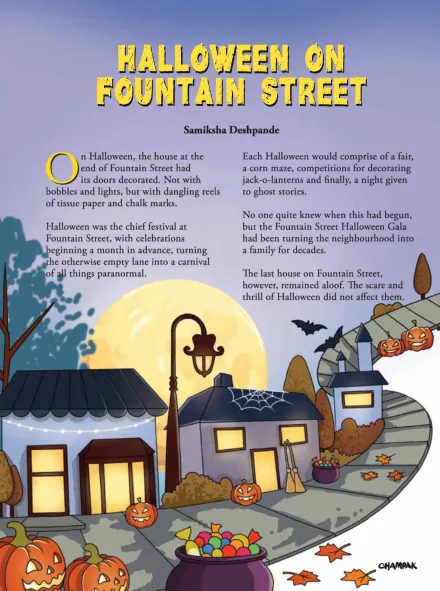 HALLOWEEN ON
FOUNTAIN STREET
Samiksha Deshpande
On Halloween, the house at the
end of Fountain Street had
its doors decorated. Not with
bobbles and lights, but with dangling reels
of tissue paper and chalk marks.
Halloween was the chief festival at
Fountain Street, with celebrations
beginning a month in advance, turning
the otherwise empty lane into a carnival
of all things paranormal.
Each Halloween would comprise of a fair,
a corn maze, competitions for decorating
jack-o-lanterns and finally, a night given
to ghost stories.
No one quite knew when this had begun,
but the Fountain Street Halloween Gala
had been turning the neighbourhood into
a family for decades.
The last house on Fountain Street,
however, remained aloof. The scare and
thrill of Halloween did not affect them.
CHAMPAK